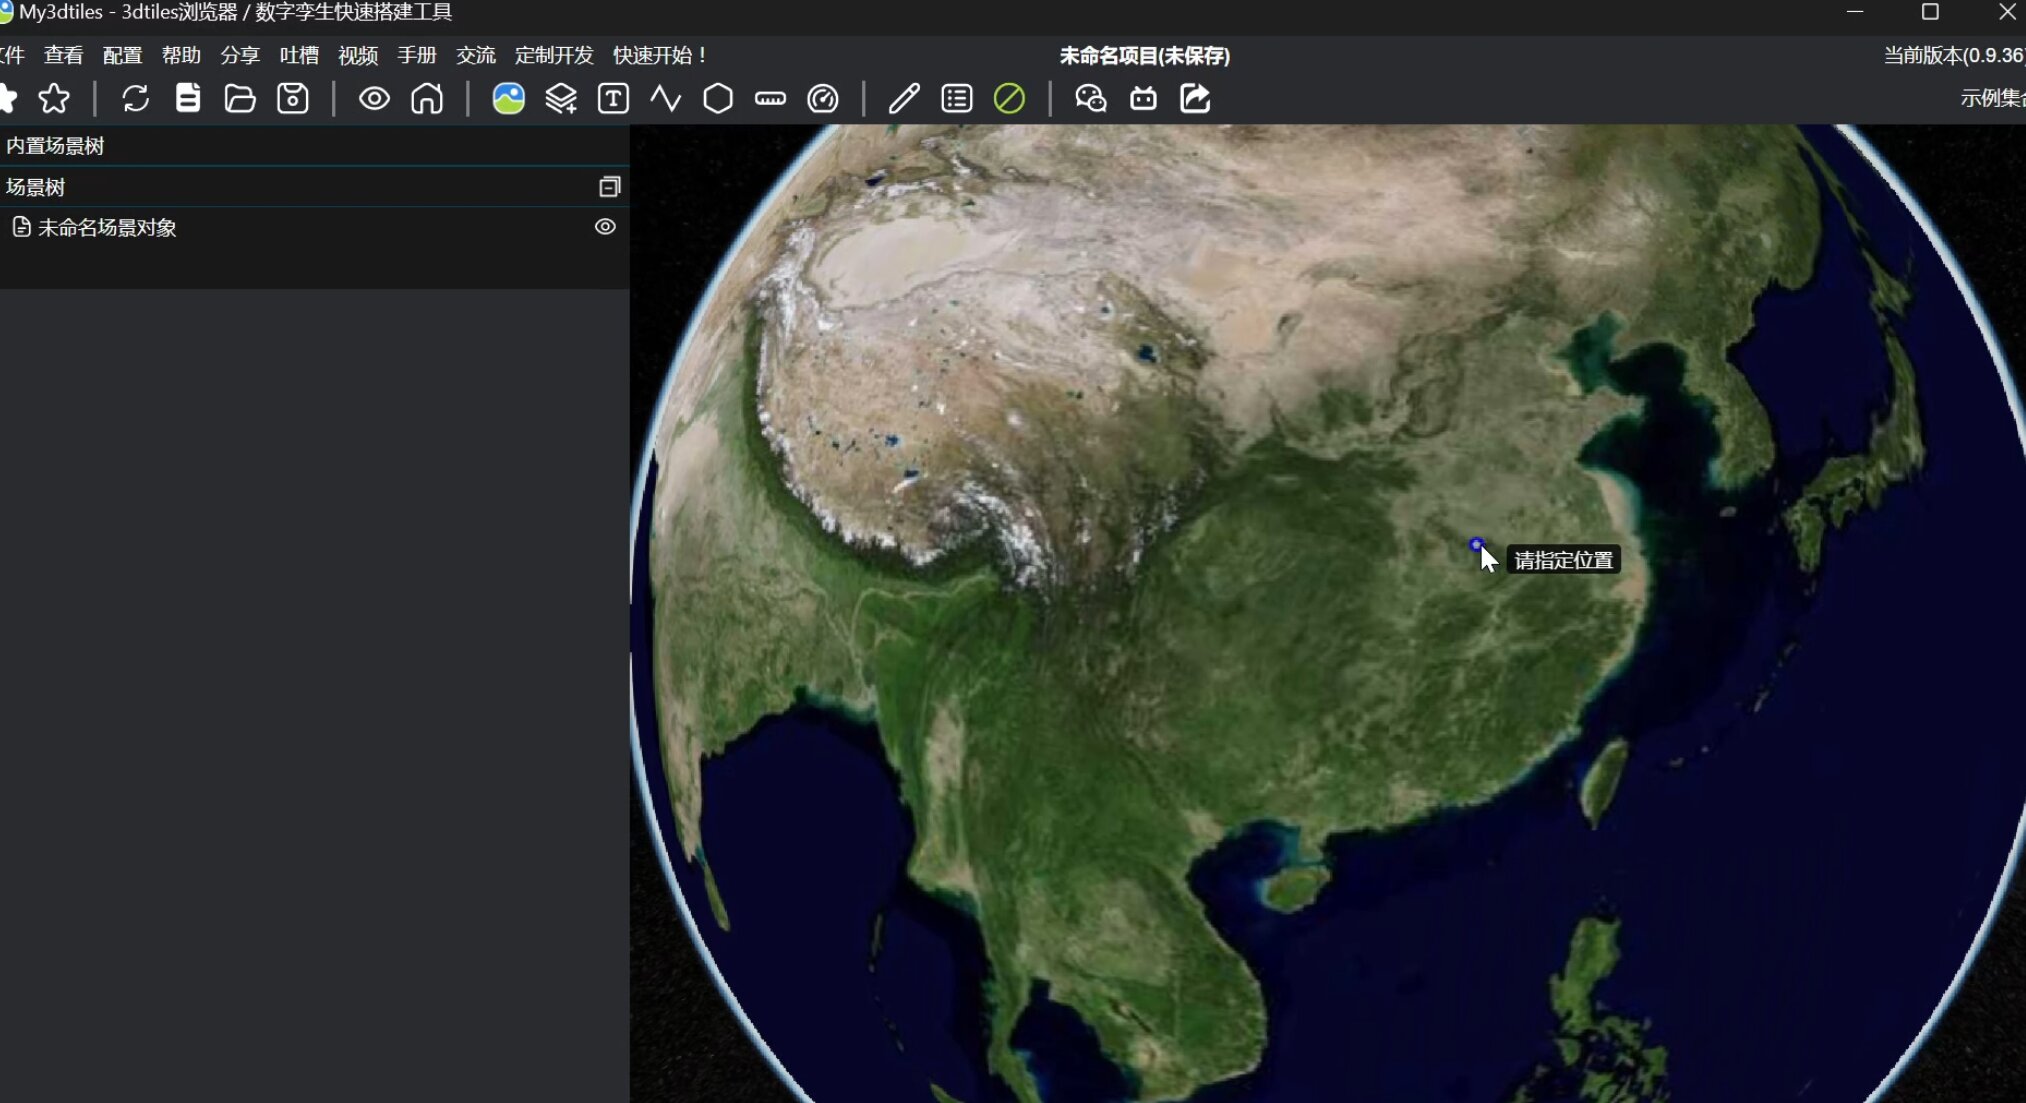 My3dtiles - 3dtiles浏览器 / 数字孪生快速搭建工具
件 查看 配置 帮助 分享 吐槽 视频 手册 交流 定制开发 快速开始！
未命名项目(未保存)
当前版本(0.9.36)
示例集
内置场景树
场景树
未命名场景对象
请指定位置